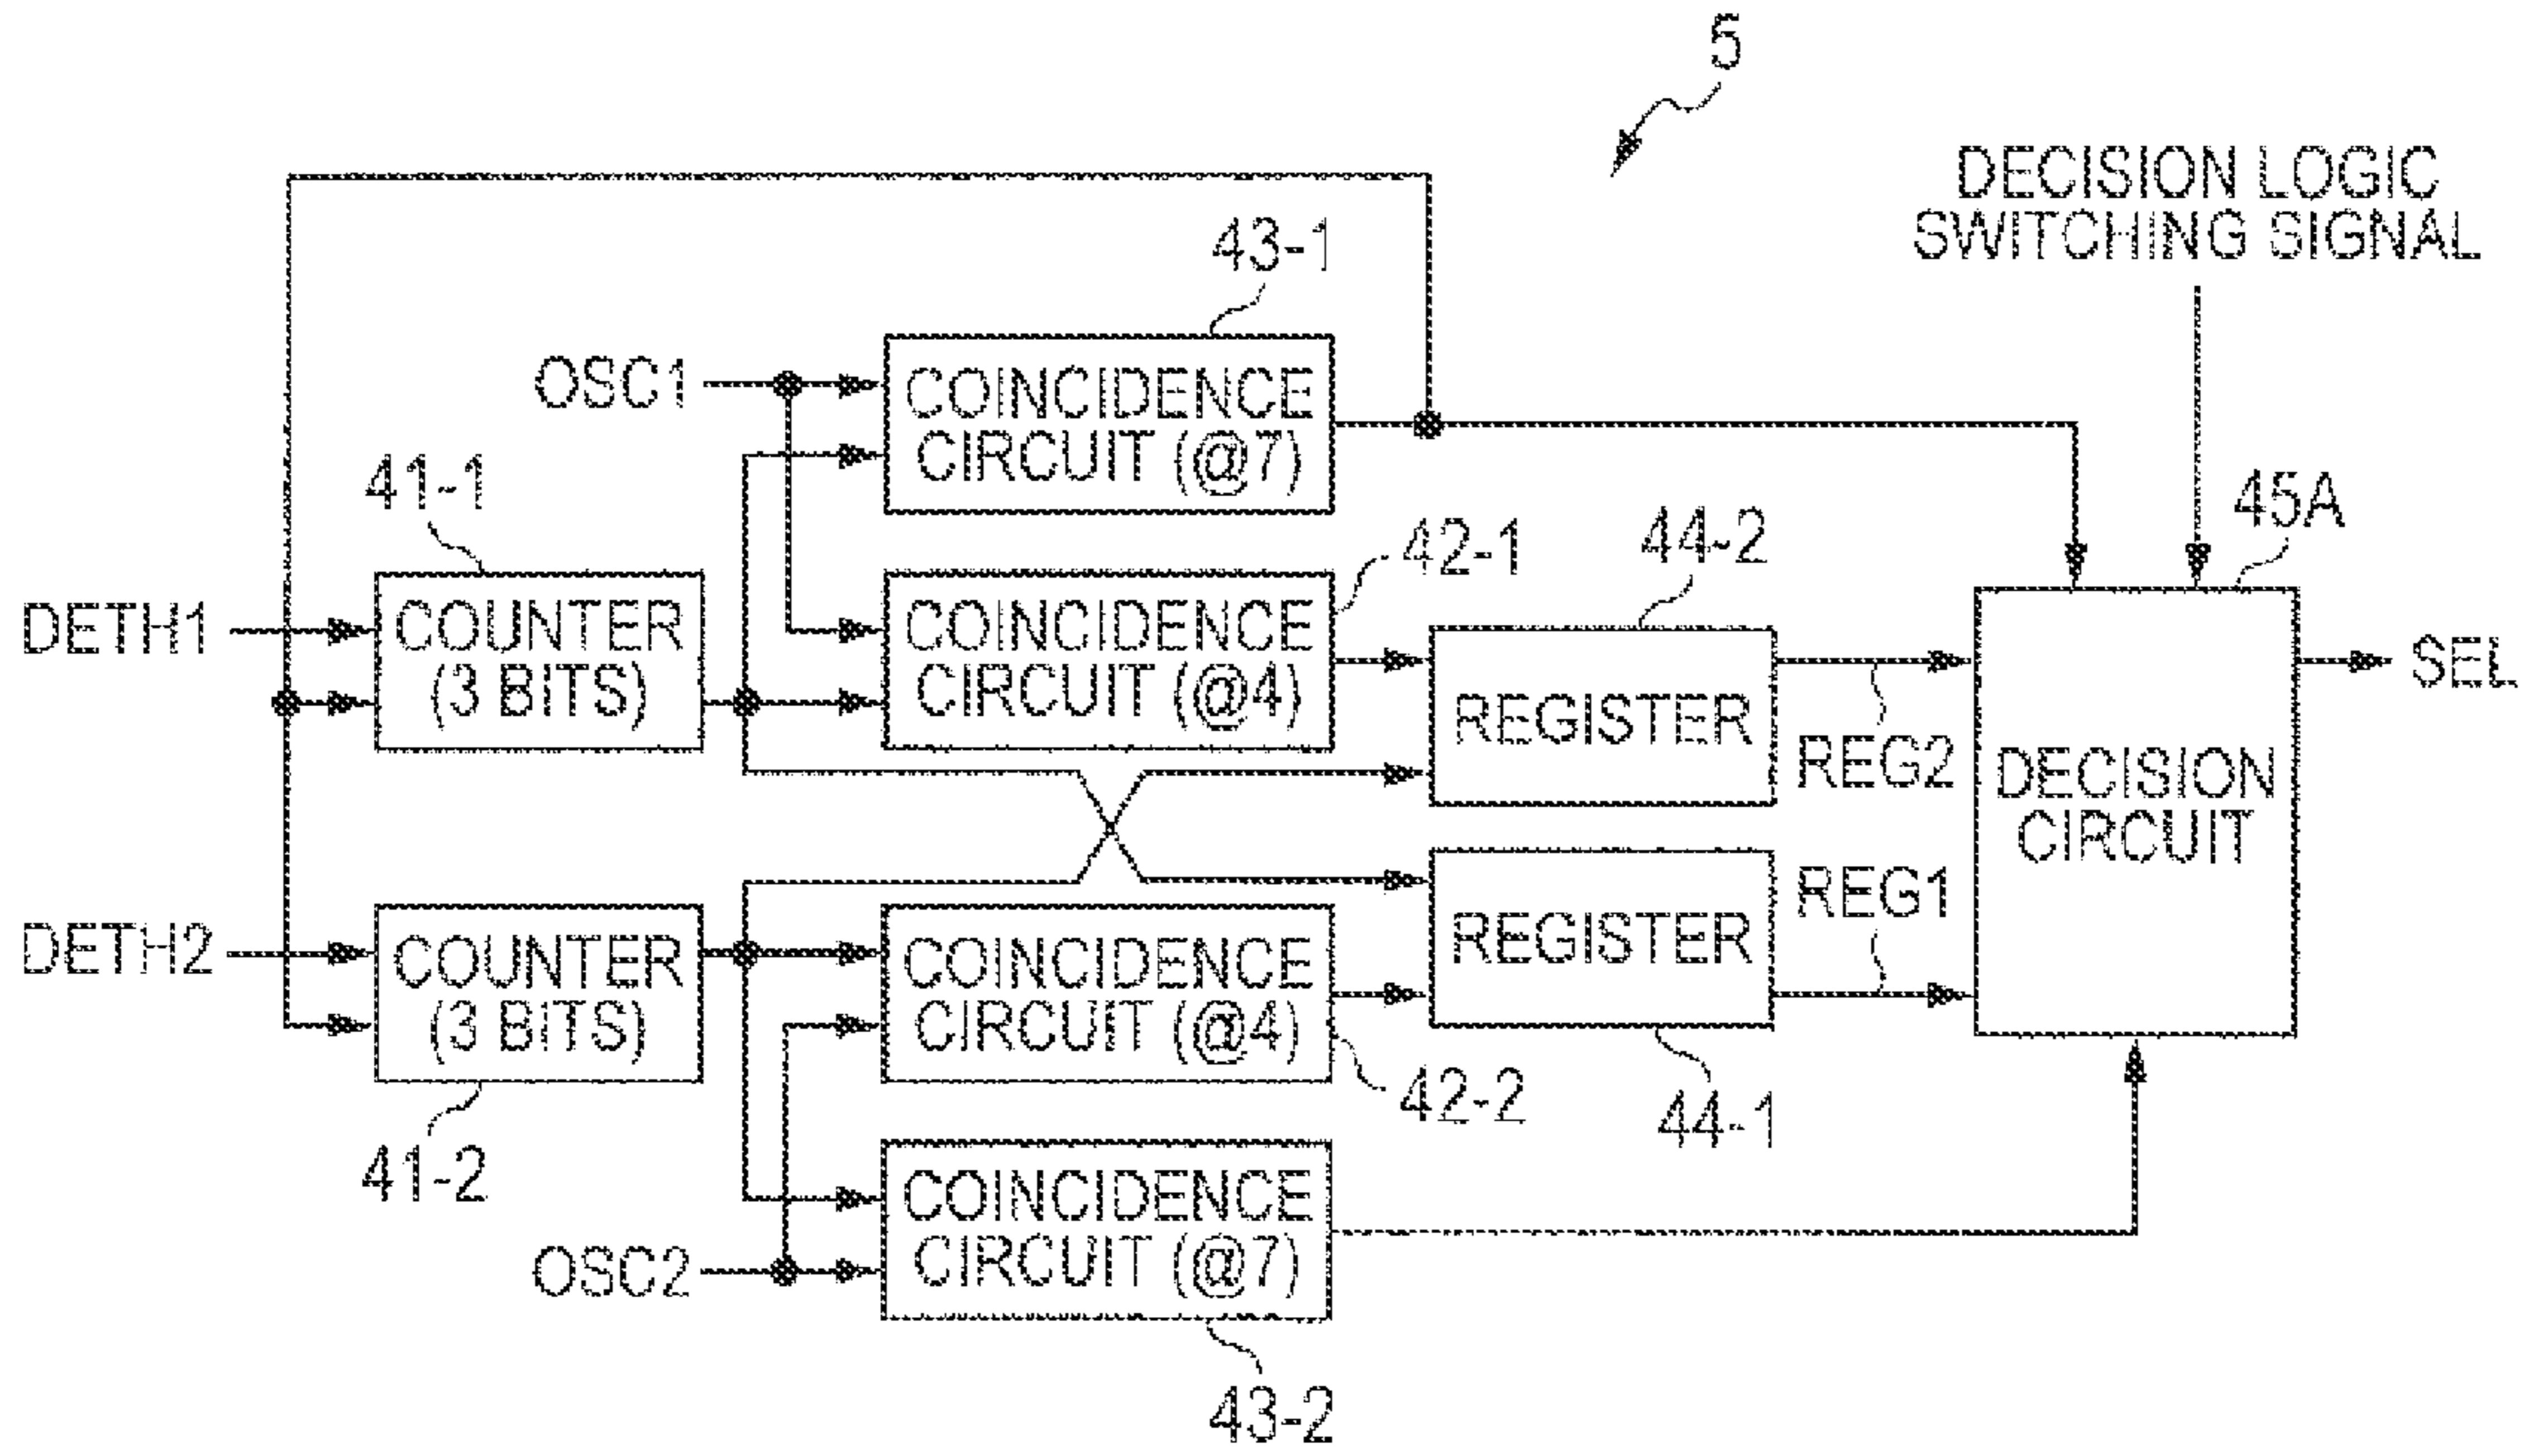 5
DECISION LOGIC
SWITCHING SIGNAL
43-1
OSC1
COINCIDENCE
CIRCUIT (@7)
41-1
42-1
44-2
45A
DETH1
COUNTER
(3 BITS)
COINCIDENCE
CIRCUIT (@4)
REGISTER
REG2
SEL
DECISION
CIRCUIT
DETH2
COUNTER
(3 BITS)
COINCIDENCE
CIRCUIT (@4)
REGISTER
REG1
41-2
42-2
44-1
OSC2
COINCIDENCE
CIRCUIT (@7)
43-2